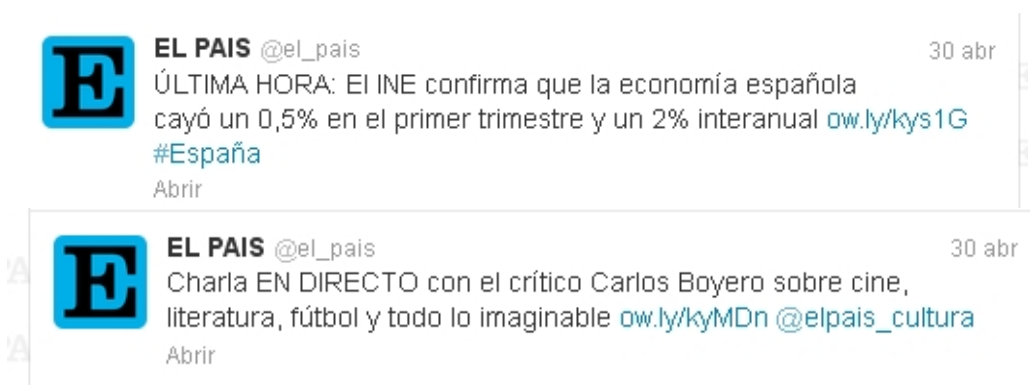 EL PAIS @el_pais 30 abr
ÚLTIMA HORA: El INE confirma que la economía española
cayó un 0,5% en el primer trimestre y un 2% interanual ow.ly/kys1G
#España
Abrir
EL PAIS @el_pais 30 abr
Charla EN DIRECTO con el crítico Carlos Boyero sobre cine,
literatura, fútbol y todo lo imaginable ow.ly/kyMDn @elpais_cultura
Abrir